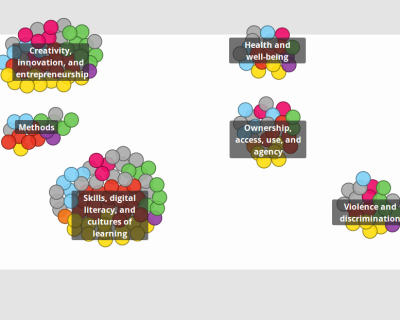 Creativity,
innovation, and
entrepreneurship
Health and
well-being
Methods
Ownership,
access, use, and
agency
Skills, digital
literacy, and
cultures of
learning
Violence and
discrimination